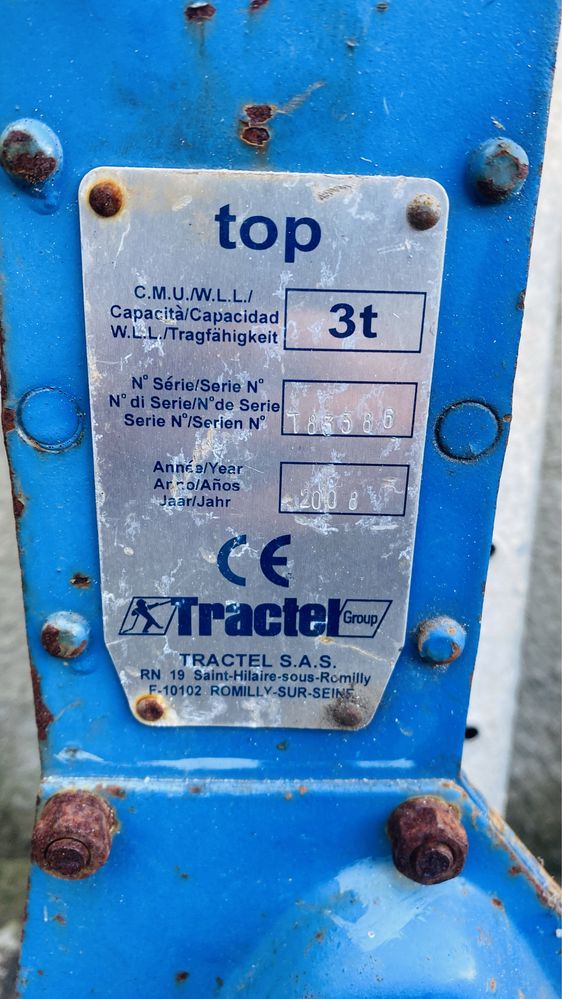 top
C.M.U./W.L.L./
Capacità/Capacidad
W.L.L./Tragfähigkeit
3t
N° Série/Serie N°
N° di Serie/N° de Serie
Serie N°/Serien N°
T83386
Année/Year
Anno/Años
Jaar/Jahr
2008
CE
Tractel Group
TRACTEL S.A.S.
RN 19 Saint-Hilaire-sous-Romilly
F-10102 ROMILLY-SUR-SEINE